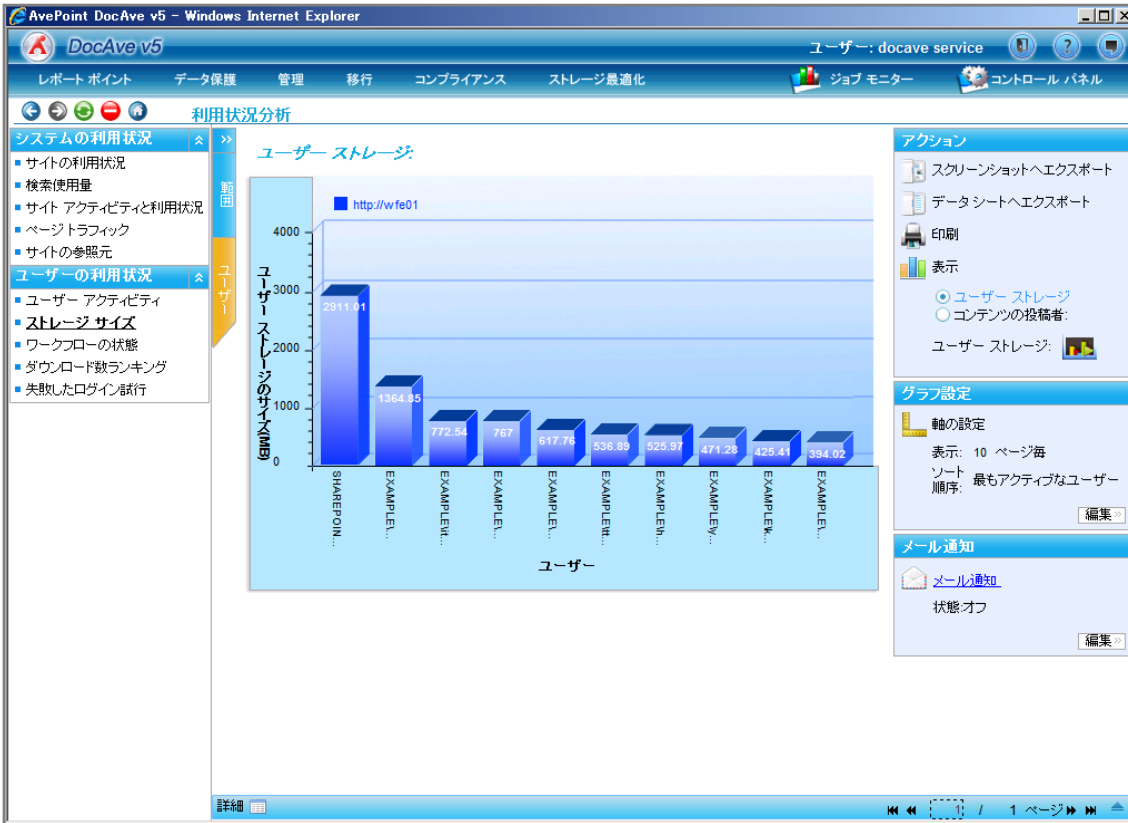 AvePoint DocAve v5 - Windows Internet Explorer
DocAve v5
ユーザー: docave service
レポート ポイント データ保護 管理 移行 コンプライアンス ストレージ最適化 ジョブ モニター コントロール パネル
利用状況分析
システムの利用状況
サイトの利用状況
検索使用量
サイト アクティビティと利用状況
ページトラフィック
サイトの参照元
ユーザーの利用状況
ユーザー アクティビティ
ストレージ サイズ
ワークフローの状態
ダウンロード数ランキング
失敗したログイン試行
範囲
ユーザー
ユーザー ストレージ:
http://wfe01
ユーザー ストレージのサイズ(MB)
4000
3000
2000
1000
0
2911.01
1364.85
772.54
767
617.76
536.89
525.97
471.28
425.41
394.02
SHAREPOIN...
EXAMPLE\...
EXAMPLE\it...
EXAMPLE\...
EXAMPLE\...
EXAMPLE\tt...
EXAMPLE\h...
EXAMPLE\y...
EXAMPLE\k...
EXAMPLE\...
ユーザー
アクション
スクリーンショットへエクスポート
データシートへエクスポート
印刷
表示
ユーザー ストレージ
コンテンツの投稿者:
ユーザー ストレージ:
グラフ設定
軸の設定
表示: 10 ページ毎
ソート順序: 最もアクティブなユーザー
編集
メール通知
メール通知
状態:オフ
編集
詳細
1 / 1 ページ